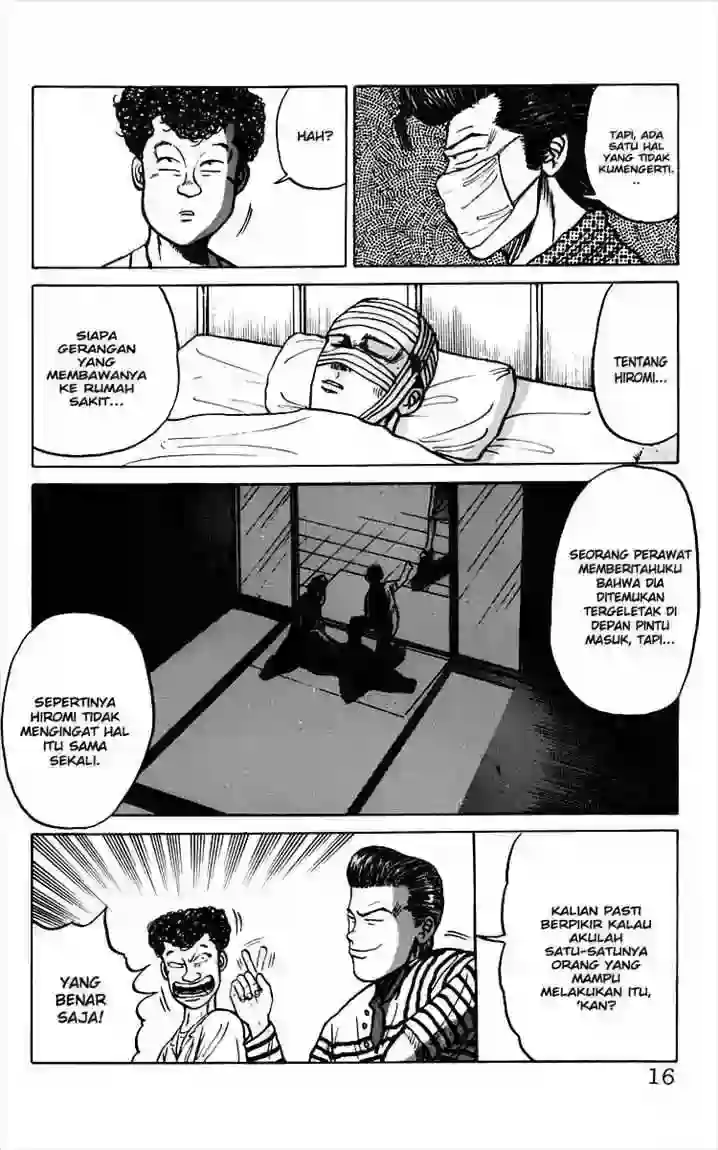 TAPI, ADA
SATU HAL
YANG TIDAK
KUMENGERTI.
..
HAH?
TENTANG
HIROMI...
SIAPA
GERANGAN
YANG
MEMBAWANYA
KE RUMAH
SAKIT...
SEORANG PERAWAT
MEMBERITAHUKU
BAHWA DIA
DITEMUKAN
TERGELETAK DI
DEPAN PINTU
MASUK, TAPI...
SEPERTINYA
HIROMI TIDAK
MENGINGAT HAL
ITU SAMA
SEKALI.
KALIAN PASTI
BERPIKIR KALAU
AKULAH
SATU-SATUNYA
ORANG YANG
MAMPU
MELAKUKAN ITU,
'KAN?
YANG
BENAR
SAJA!
16